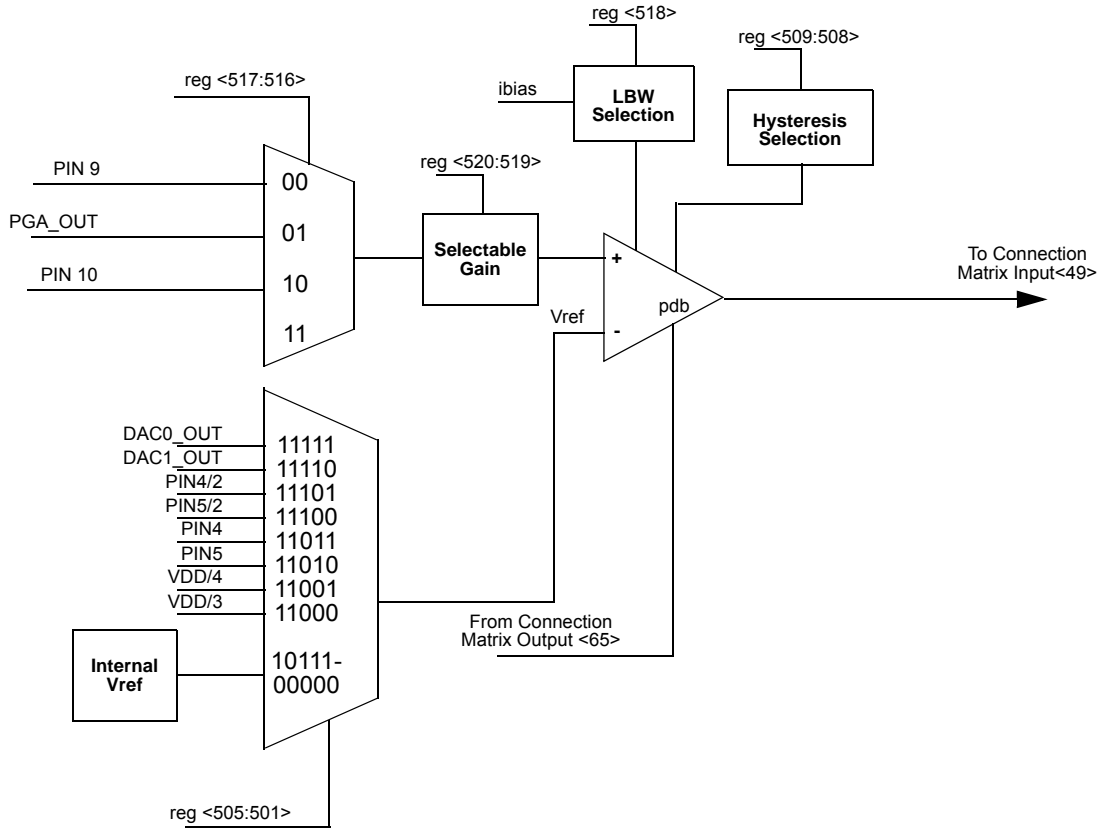 reg <518>
reg <509:508>
reg <517:516>
ibias
LBW
Selection
Hysteresis
Selection
PIN 9
00
reg <520:519>
PGA_OUT
01
Selectable
Gain
+
To Connection
Matrix Input<49>
PIN 10
10
11
Vref
-
pdb
DAC0_OUT
11111
DAC1_OUT
11110
PIN4/2
11101
PIN5/2
11100
PIN4
11011
PIN5
11010
VDD/4
11001
VDD/3
11000
From Connection
Matrix Output <65>
Internal
Vref
10111-
00000
reg <505:501>